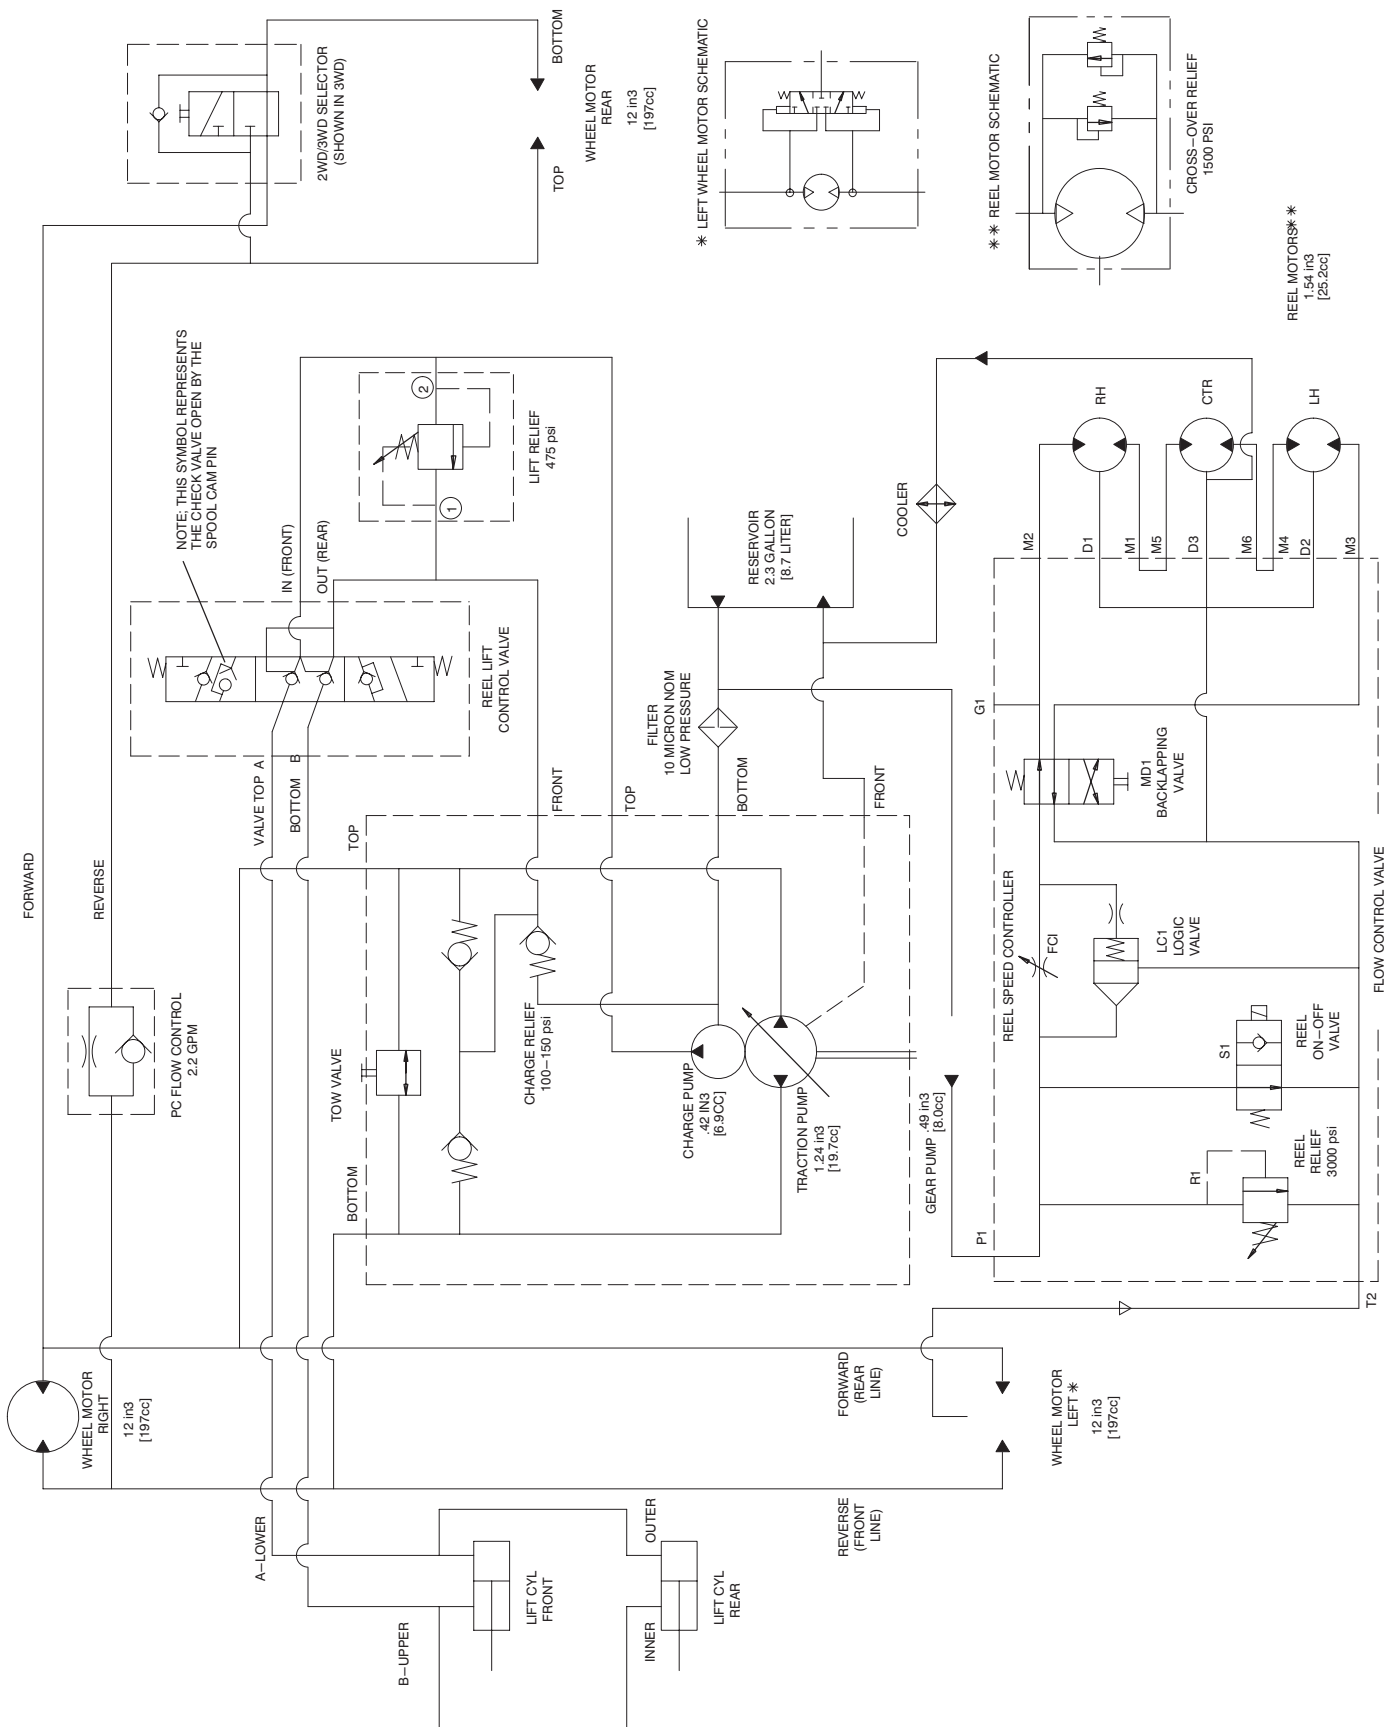 FORWARD
REVERSE
WHEEL MOTOR
RIGHT
12 in3
[197cc]
PC FLOW CONTROL
2.2 GPM
2WD/3WD SELECTOR
(SHOWN IN 3WD)
BOTTOM
TOP
WHEEL MOTOR
REAR
12 in3
[197cc]
NOTE; THIS SYMBOL REPRESENTS
THE CHECK VALVE OPEN BY THE
SPOOL CAM PIN
A-LOWER
B-UPPER
VALVE TOP A
BOTTOM B
IN (FRONT)
OUT (REAR)
REEL LIFT
CONTROL VALVE
1
2
LIFT RELIEF
475 psi
LIFT CYL
FRONT
INNER
OUTER
LIFT CYL
REAR
BOTTOM
TOP
TOW VALVE
CHARGE RELIEF
100-150 psi
FRONT
TOP
BOTTOM
FRONT
CHARGE PUMP
.42 IN3
[6.9CC]
TRACTION PUMP
1.24 in3
[19.7cc]
GEAR PUMP .49 in3
[8.0cc]
FILTER
10 MICRON NOM
LOW PRESSURE
RESERVOIR
2.3 GALLON
[8.7 LITER]
COOLER
* LEFT WHEEL MOTOR SCHEMATIC
* * REEL MOTOR SCHEMATIC
CROSS-OVER RELIEF
1500 PSI
REVERSE
(FRONT
LINE)
FORWARD
(REAR
LINE)
WHEEL MOTOR
LEFT *
12 in3
[197cc]
P1
G1
M2
D1
M1
M5
D3
M6
M4
D2
M3
T2
RH
CTR
LH
REEL MOTORS* *
1.54 in3
[25.2cc]
REEL SPEED CONTROLLER
FCI
LC1
LOGIC
VALVE
MD1
BACKLAPPING
VALVE
S1
REEL
ON-OFF
VALVE
R1
REEL
RELIEF
3000 psi
FLOW CONTROL VALVE